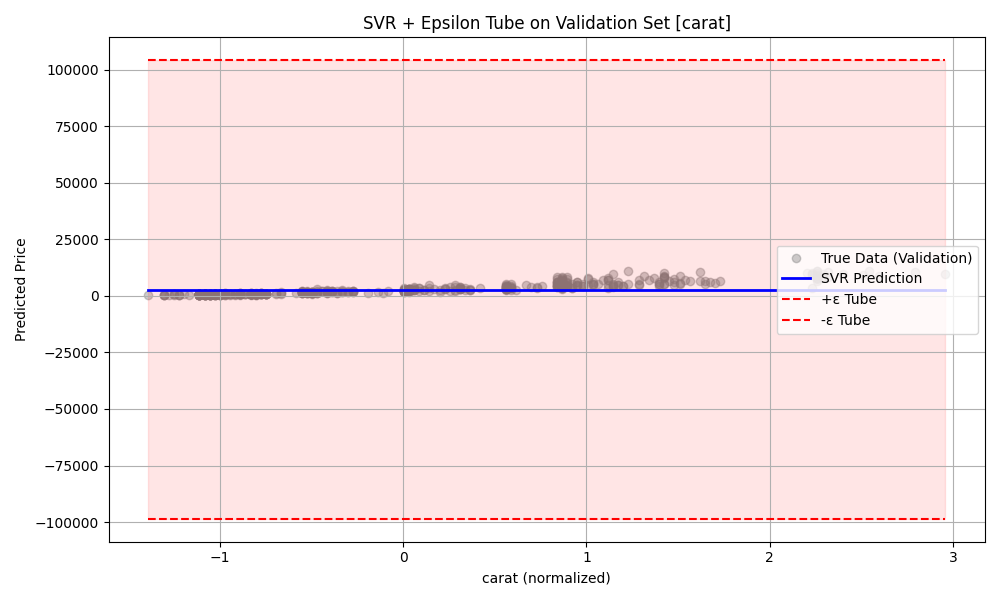 SVR + Epsilon Tube on Validation Set [carat]
Predicted Price
100000
75000
50000
25000
0
−25000
−50000
−75000
−100000
True Data (Validation)
SVR Prediction
+ε Tube
-ε Tube
−1
0
1
2
3
carat (normalized)